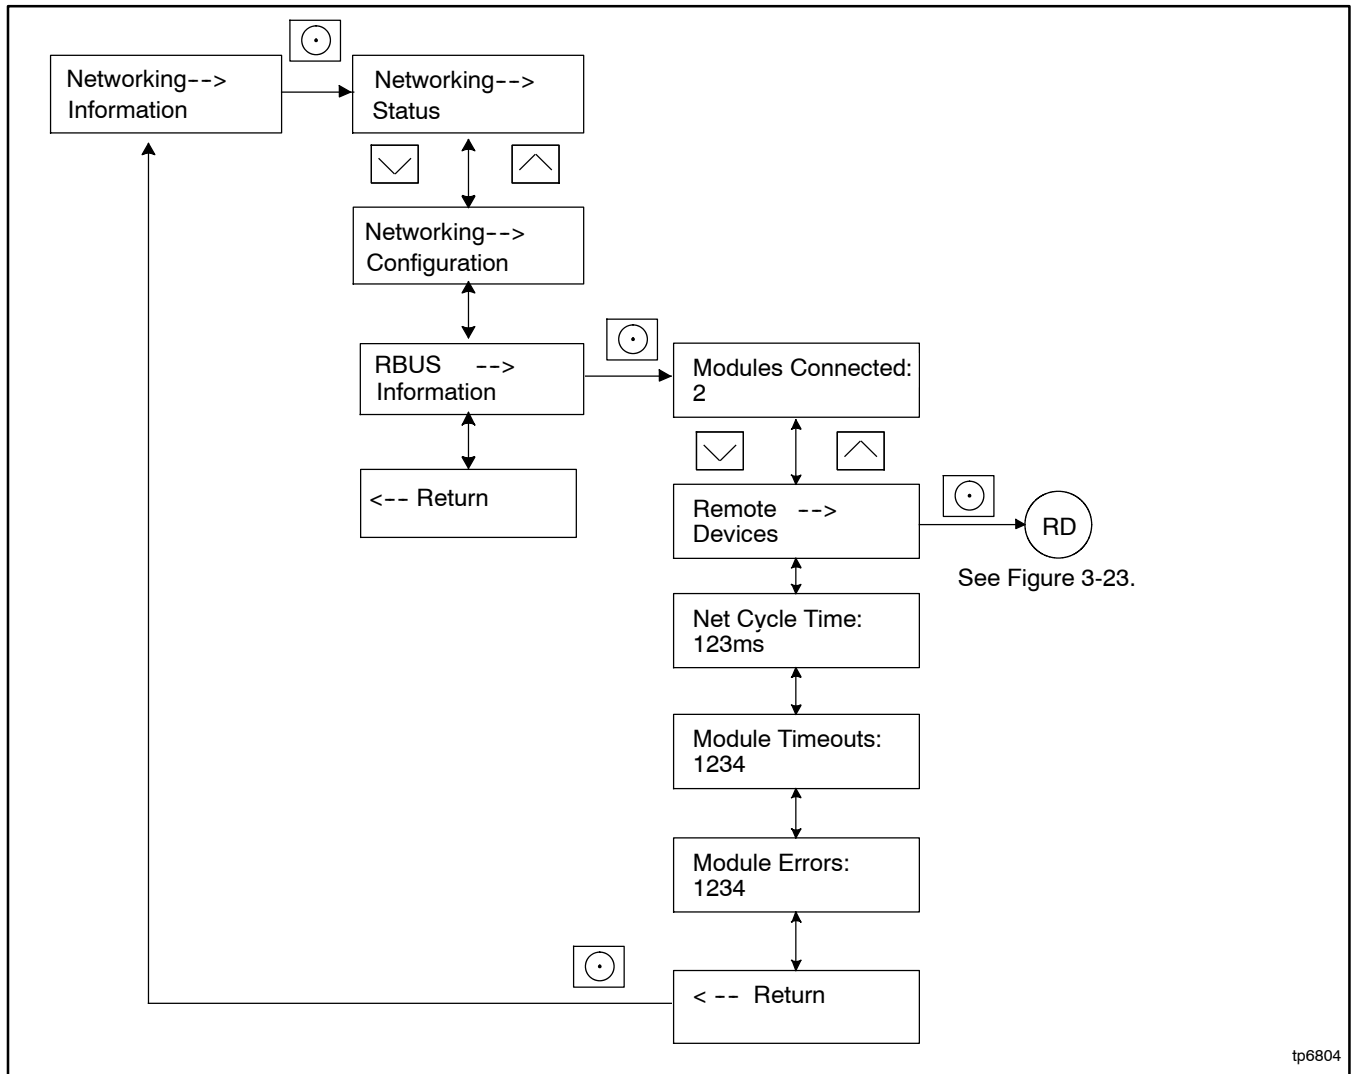 Networking-->
Information
Networking-->
Status
Networking-->
Configuration
RBUS -->
Information
<-- Return
Modules Connected:
2
Remote -->
Devices
RD
See Figure 3-23.
Net Cycle Time:
123ms
Module Timeouts:
1234
Module Errors:
1234
< -- Return
tp6804